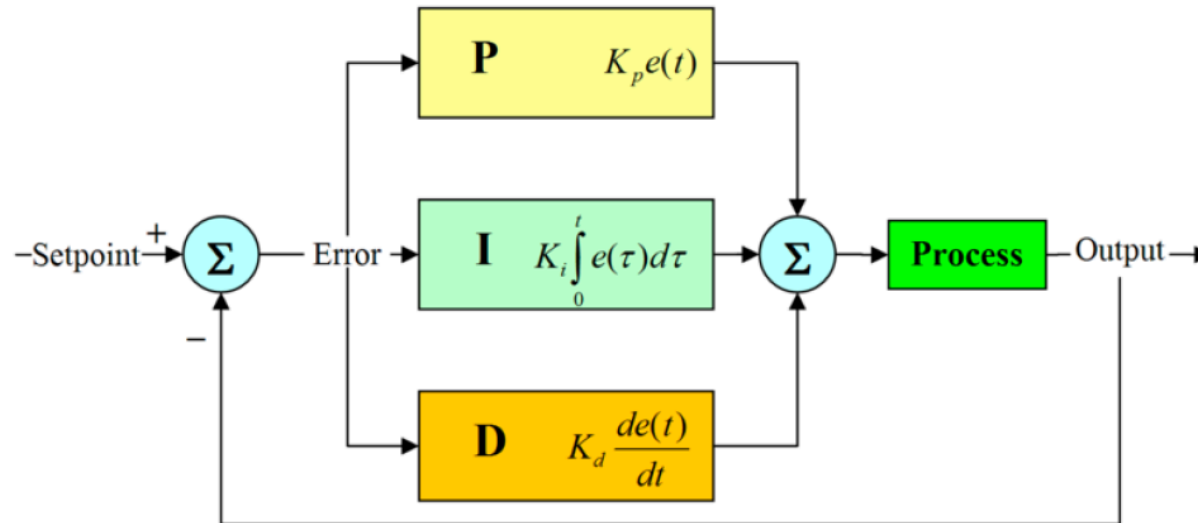 P K_p e(t)
–Setpoint + Σ Error I K_i ∫_0^t e(τ)dτ Σ Process Output
–
D K_d de(t)/dt